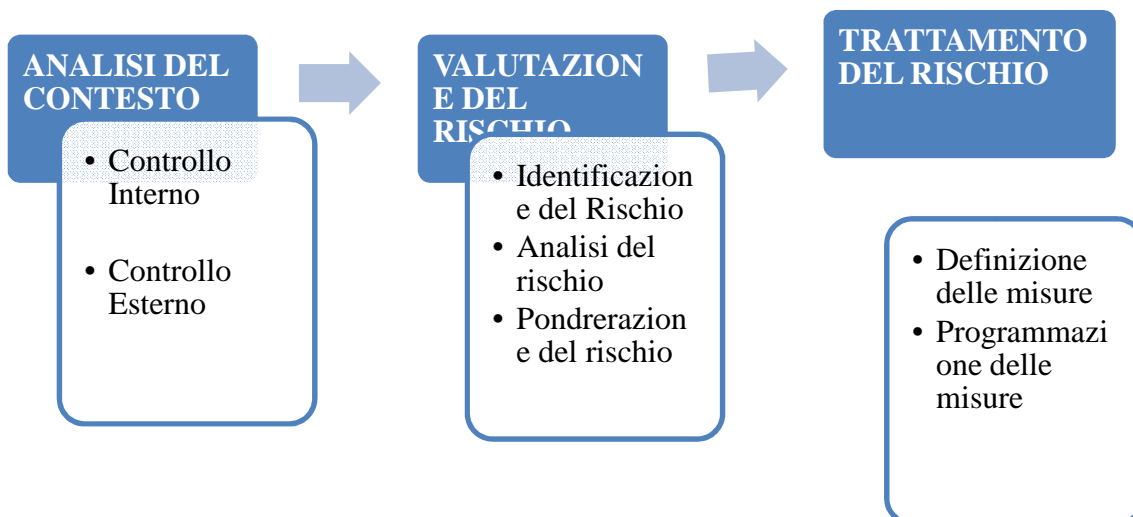 ANALISI DEL
CONTESTO
• Controllo
Interno
• Controllo
Esterno
VALUTAZION
E DEL
RISCHIO
• Identificazion
e del Rischio
• Analisi del
rischio
• Pondrerazion
e del rischio
TRATTAMENTO
DEL RISCHIO
• Definizione
delle misure
• Programmazi
one delle
misure